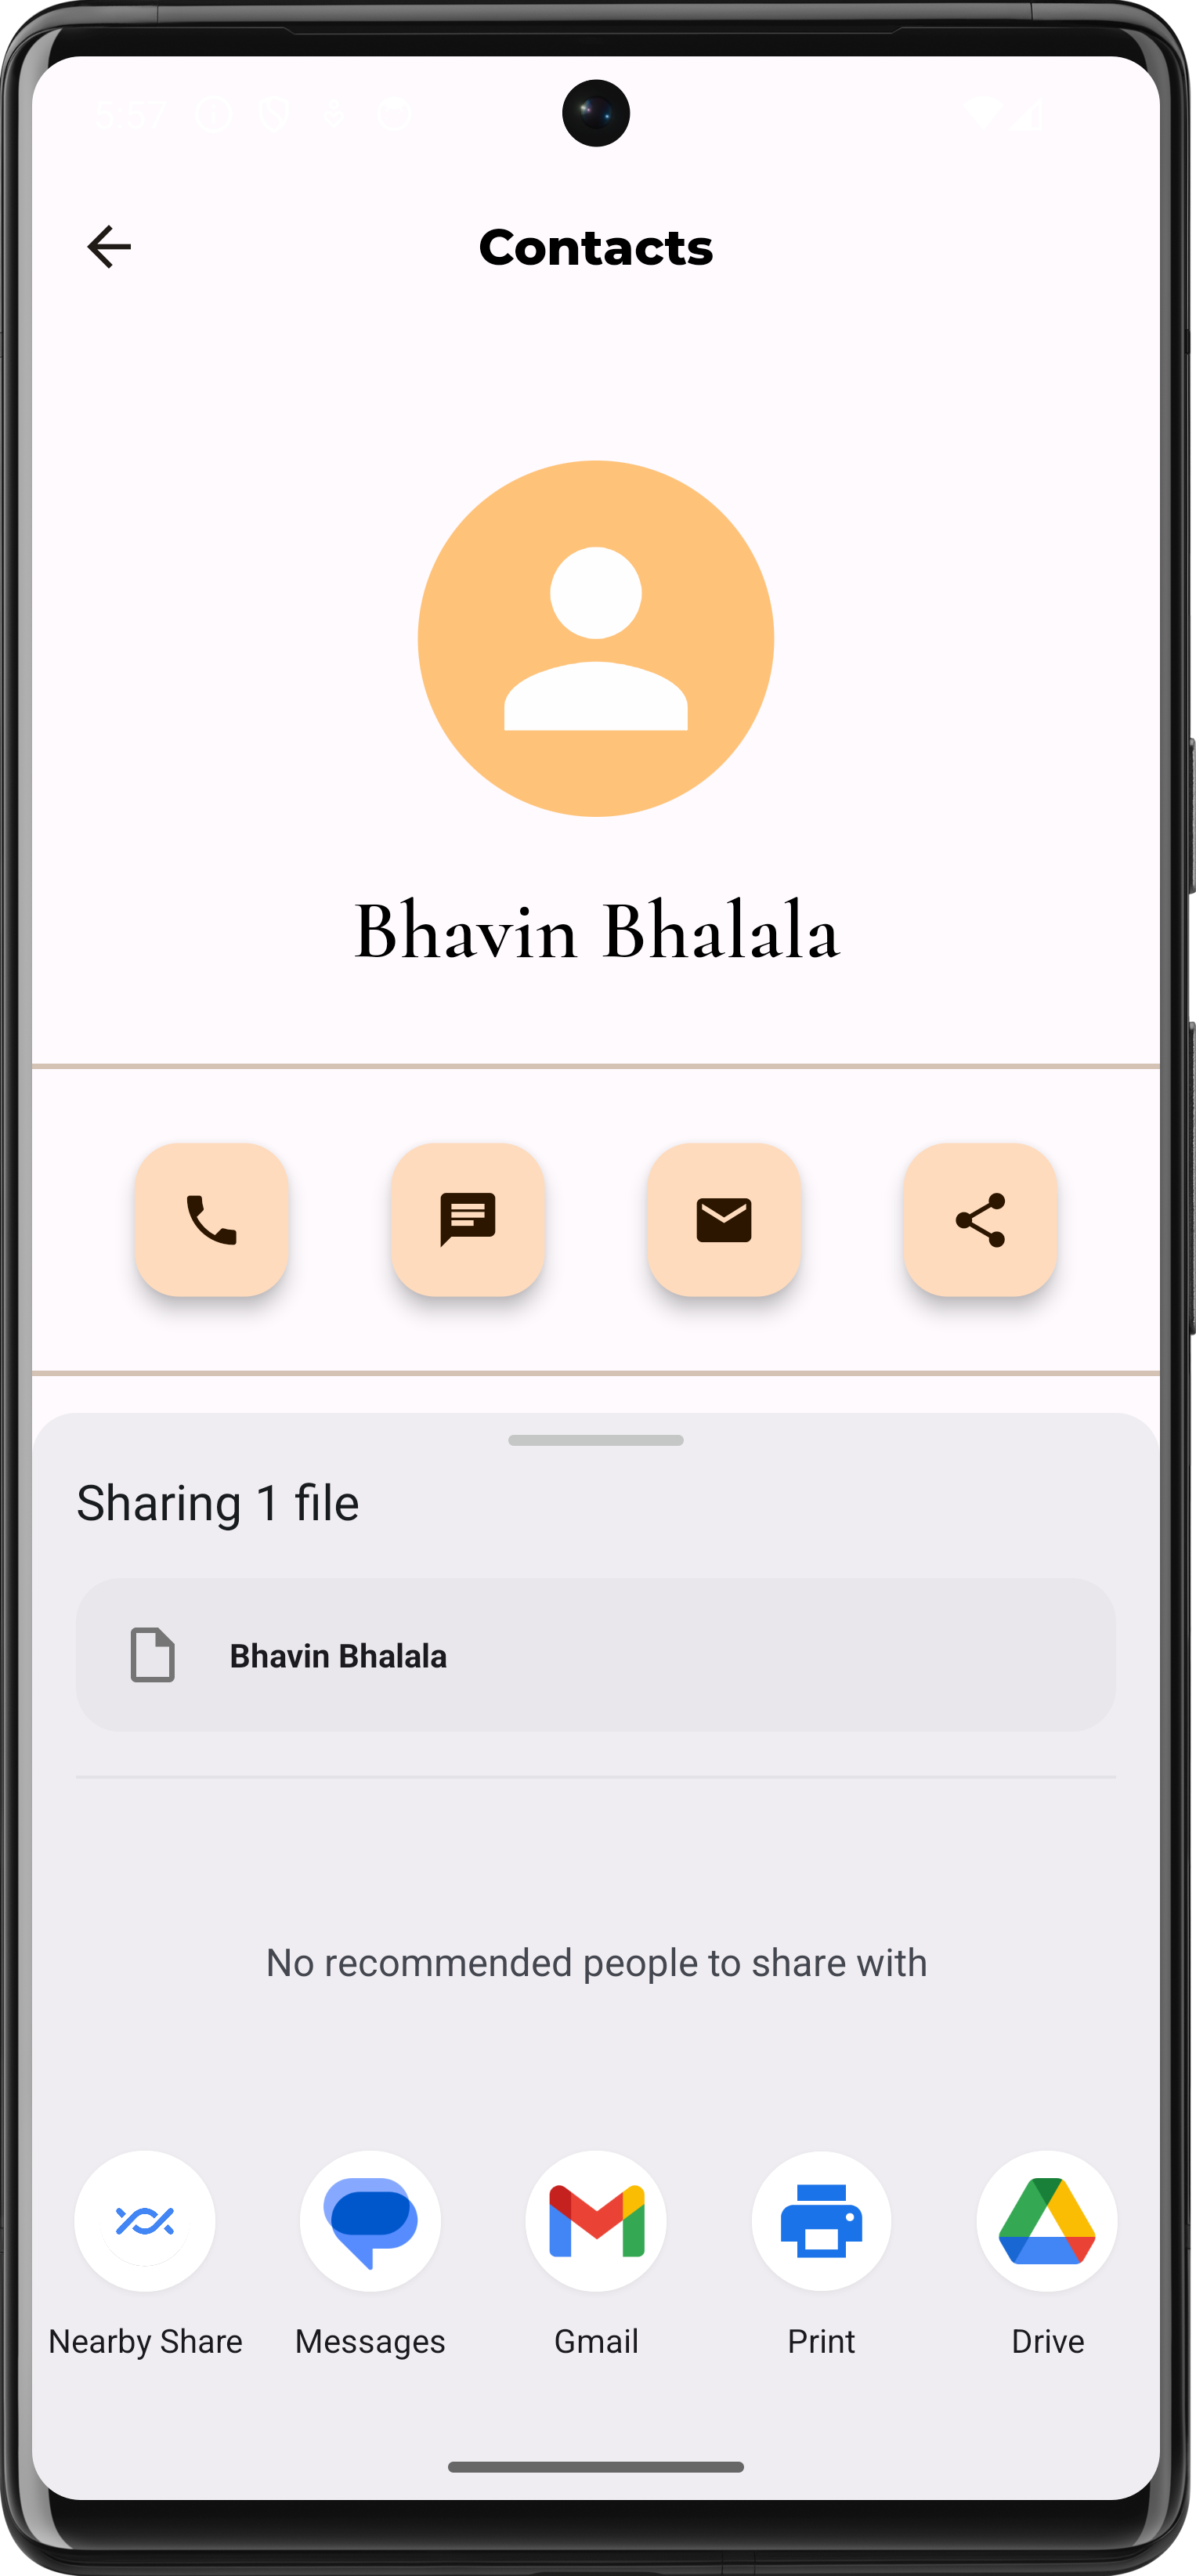 5:57
Contacts
Bhavin Bhalala
Sharing 1 file
Bhavin Bhalala
No recommended people to share with
Nearby Share Messages Gmail Print Drive